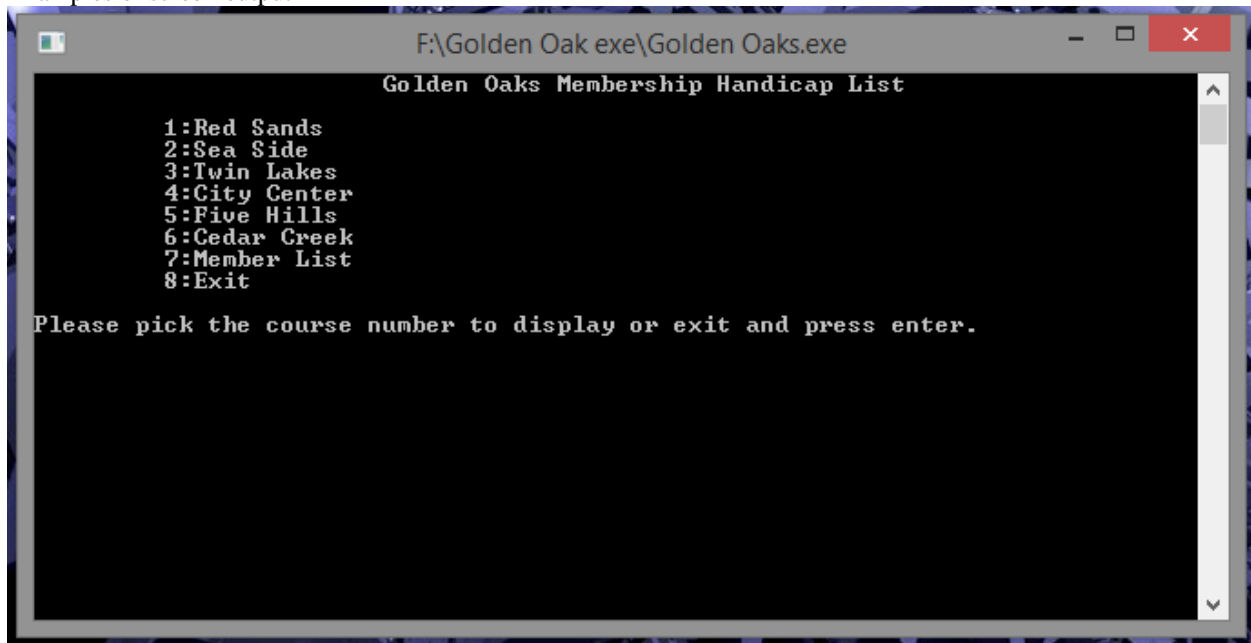 F:\Golden Oak exe\Golden Oaks.exe
Golden Oaks Membership Handicap List
1:Red Sands
2:Sea Side
3:Twin Lakes
4:City Center
5:Five Hills
6:Cedar Creek
7:Member List
8:Exit
Please pick the course number to display or exit and press enter.